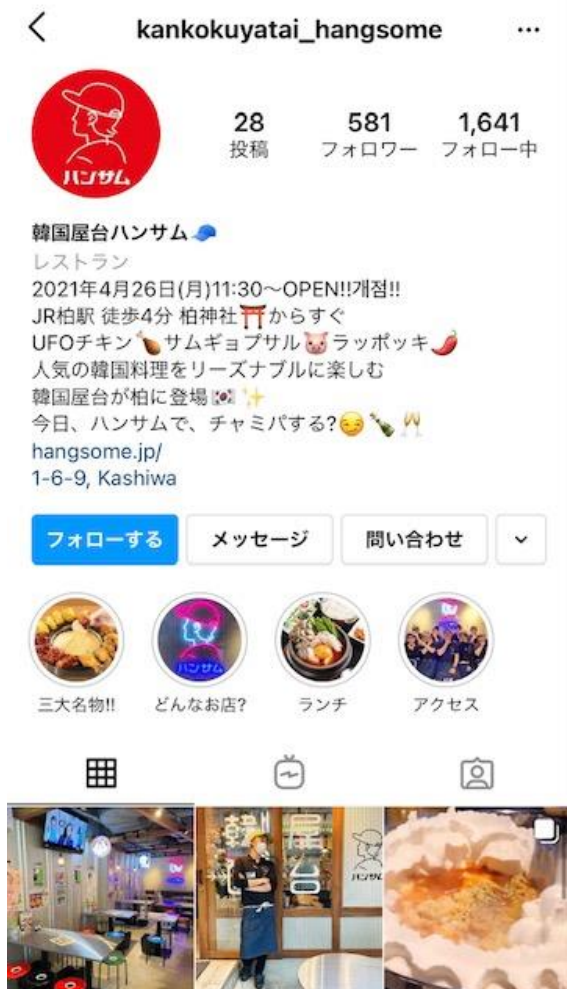 kankokuyatai_hangsome
28
581
1,641
投稿
フォロワー
フォロー中
ハンサム
韓国屋台ハンサム🧢
レストラン
2021年4月26日(月)11:30〜OPEN!!개점!!
JR柏駅 徒歩4分 柏神社⛩️からすぐ
UFOチキン🍗サムギョプサル🐷ラッポッキ🌶️
人気の韓国料理をリーズナブルに楽しむ
韓国屋台が柏に登場🇰🇷✨
今日、ハンサムで、チャミパする?😏🍾🥂
hangsome.jp/
1-6-9, Kashiwa
フォローする
メッセージ
問い合わせ
ハンサム
三大名物!!
どんなお店?
ランチ
アクセス
韓
屋
台
ハンサム